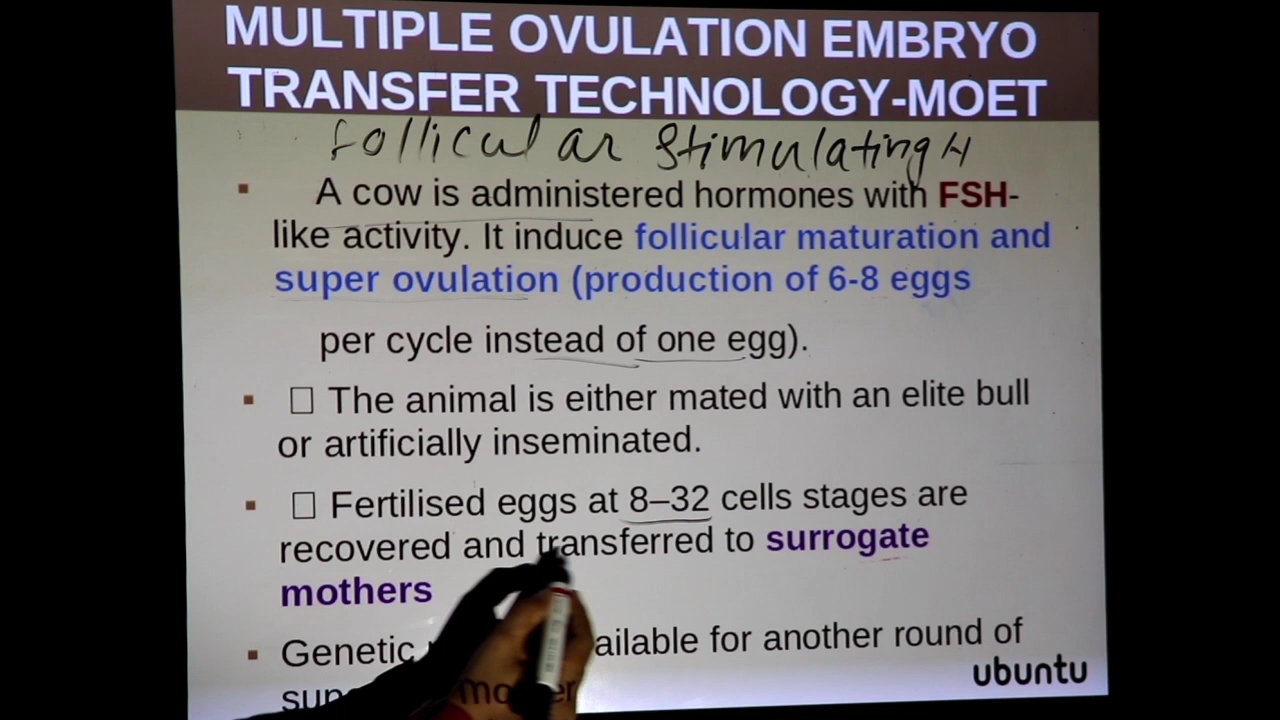 MULTIPLE OVULATION EMBRYO
TRANSFER TECHNOLOGY-MOET
Follicular Stimulating H
A cow is administered hormones with FSH-
like activity. It induce follicular maturation and
super ovulation (production of 6-8 eggs
per cycle instead of one egg).
The animal is either mated with an elite bull
or artificially inseminated.
Fertilised eggs at 8–32 cells stages are
recovered and transferred to surrogate
mothers
Genetic ailable for another round of
ubuntu